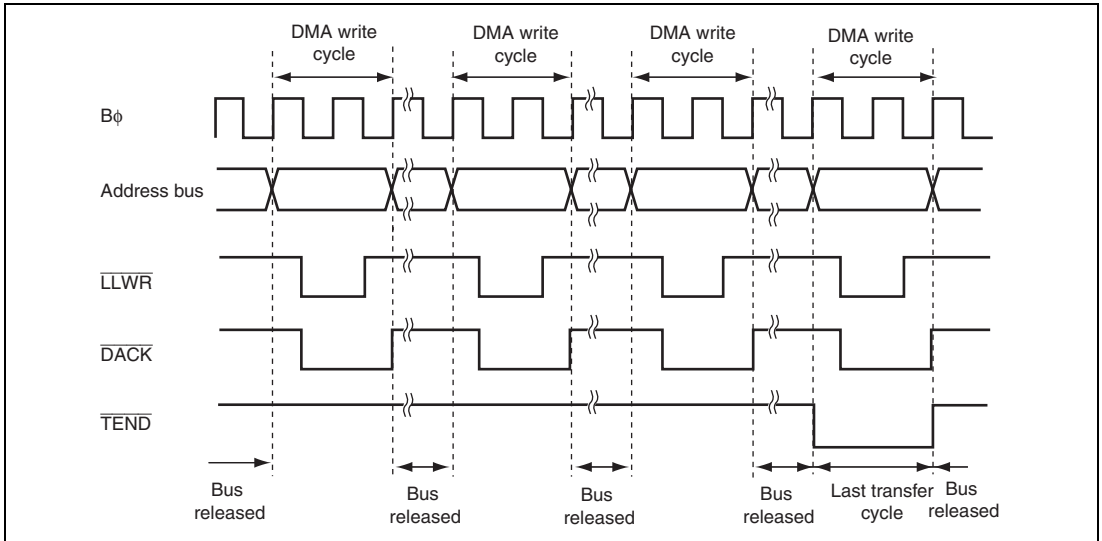 DMA write
cycle
DMA write
cycle
DMA write
cycle
DMA write
cycle
Bφ
Address bus
LLWR
DACK
TEND
Bus
released
Bus
released
Bus
released
Bus
released
Last transfer
cycle
Bus
released